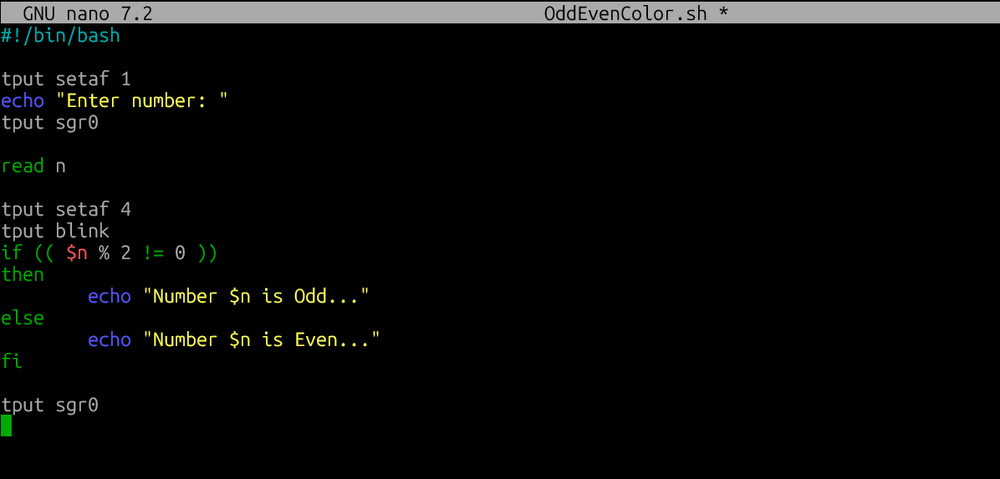 GNU nano 7.2 OddEvenColor.sh *
#!/bin/bash
tput setaf 1
echo "Enter number: "
tput sgr0
read n
tput setaf 4
tput blink
if (( $n % 2 != 0 ))
then
echo "Number $n is Odd..."
else
echo "Number $n is Even..."
fi
tput sgr0